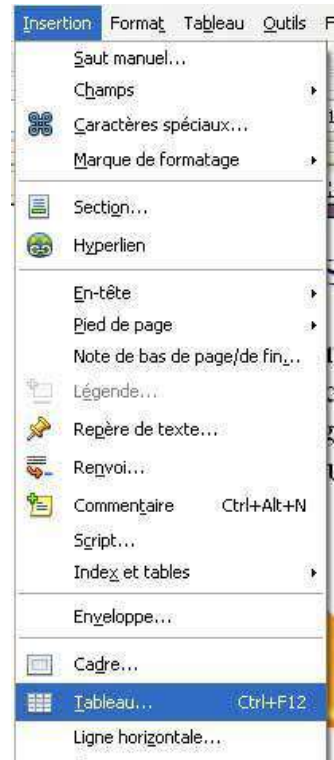 Insertion Format Tableau Outils F
Saut manuel...
Champs
Caractères spéciaux...
Marque de formatage
Section...
Hyperlien
En-tête
Pied de page
Note de bas de page/de fin...
Légende...
Repère de texte...
Renvoi...
Commentaire Ctrl+Alt+N
Script...
Index et tables
Enveloppe...
Cadre...
Tableau... Ctrl+F12
Ligne horizontale...